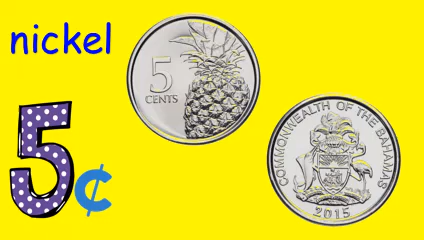 nickel
5
CENTS
COMMONWEALTH OF THE BAHAMAS
2015
5¢